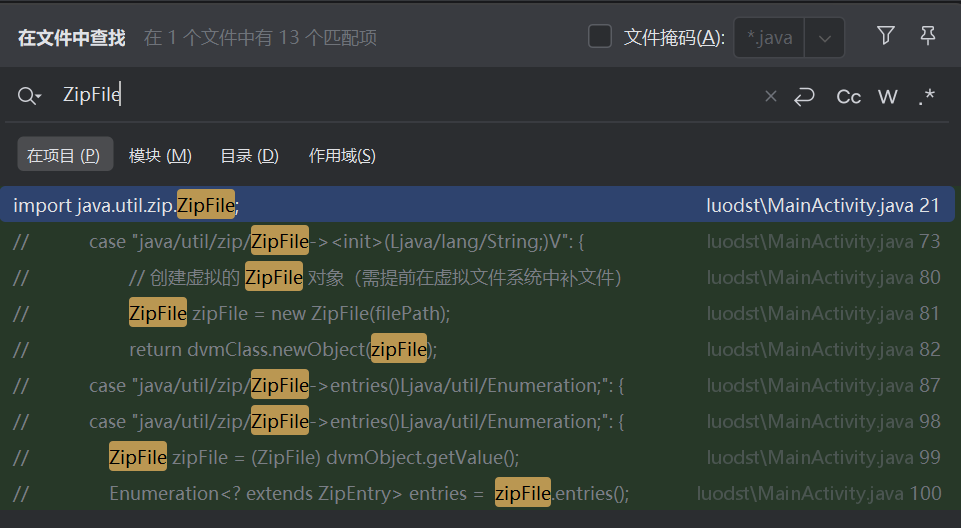 在文件中查找 在 1 个文件中有 13 个匹配项 文件掩码(A): *.java
ZipFile × Cc W .*
在项目 (P) 模块 (M) 目录 (D) 作用域(S)
import java.util.zip.ZipFile; luodst\MainActivity.java 21
// case "java/util/zip/ZipFile-><init>(Ljava/lang/String;)V": { luodst\MainActivity.java 73
// // 创建虚拟的 ZipFile 对象（需提前在虚拟文件系统中补文件） luodst\MainActivity.java 80
// ZipFile zipFile = new ZipFile(filePath); luodst\MainActivity.java 81
// return dvmClass.newObject(zipFile); luodst\MainActivity.java 82
// case "java/util/zip/ZipFile->entries()Ljava/util/Enumeration;": { luodst\MainActivity.java 87
// case "java/util/zip/ZipFile->entries()Ljava/util/Enumeration;": { luodst\MainActivity.java 98
// ZipFile zipFile = (ZipFile) dvmObject.getValue(); luodst\MainActivity.java 99
// Enumeration<? extends ZipEntry> entries = zipFile.entries(); luodst\MainActivity.java 100